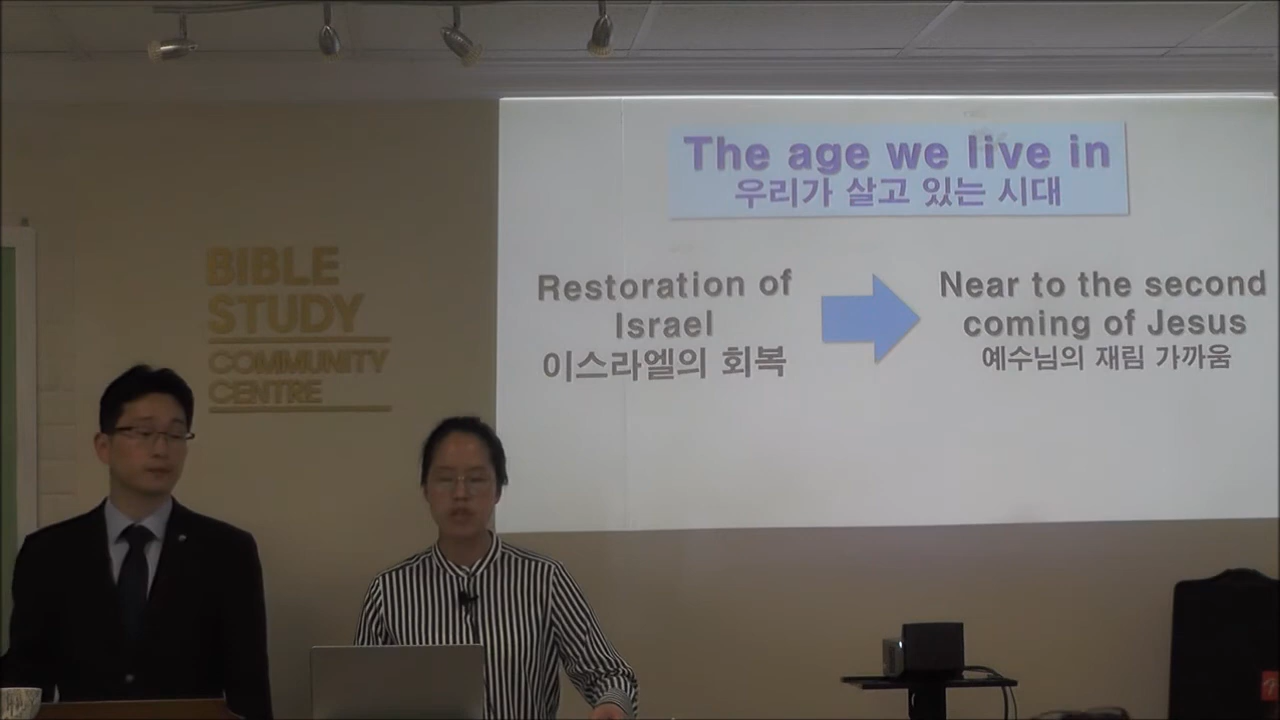 The age we live in
우리가 살고 있는 시대
Restoration of
Israel
이스라엘의 회복
Near to the second
coming of Jesus
예수님의 재림 가까움
BIBLE
STUDY
COMMUNITY
CENTRE